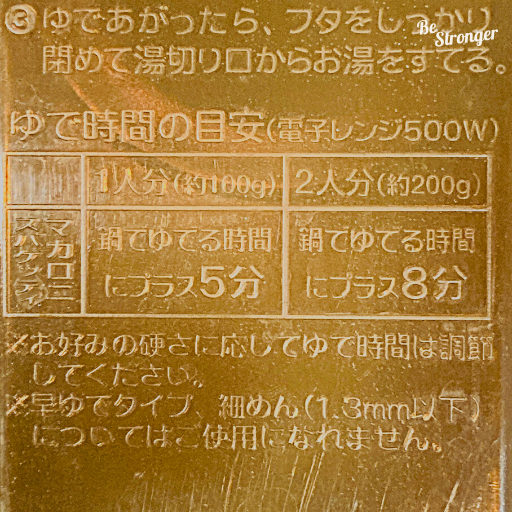 ③ゆであがったら、フタをしっかり
Be Stronger
閉めて湯切り口からお湯をすてる。
ゆで時間の目安(電子レンジ500W)
1人分(約100g) 2人分(約200g)
マカロニ
スパゲッティ
鍋でゆでる時間 鍋でゆでる時間
にプラス5分 にプラス8分
※お好みの硬さに応じてゆで時間は調節
してください。
※早ゆでタイプ、細めん(1.3mm以下)
についてはご使用になれません。